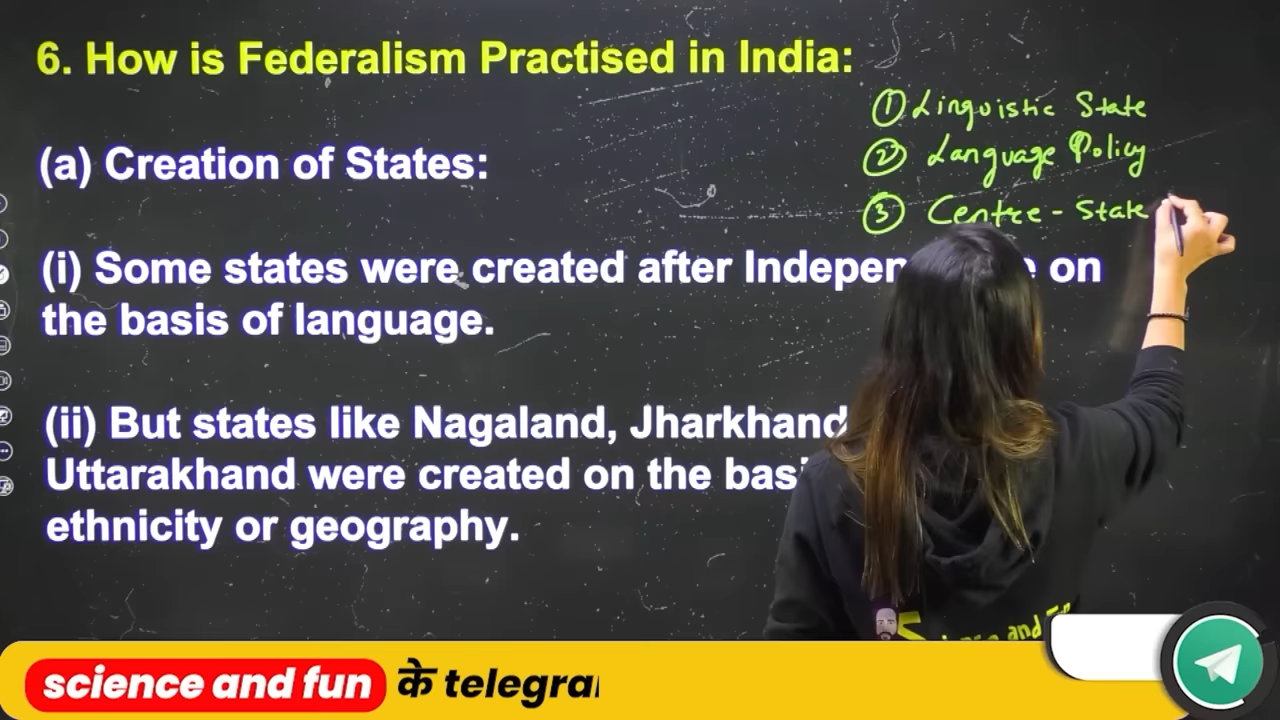 6. How is Federalism Practised in India:
① Linguistic State
② Language Policy
③ Centre - State
(a) Creation of States:
(i) Some states were created after Indepen e on
the basis of language.
(ii) But states like Nagaland, Jharkhand
Uttarakhand were created on the basi
ethnicity or geography.
science and fun के telegra